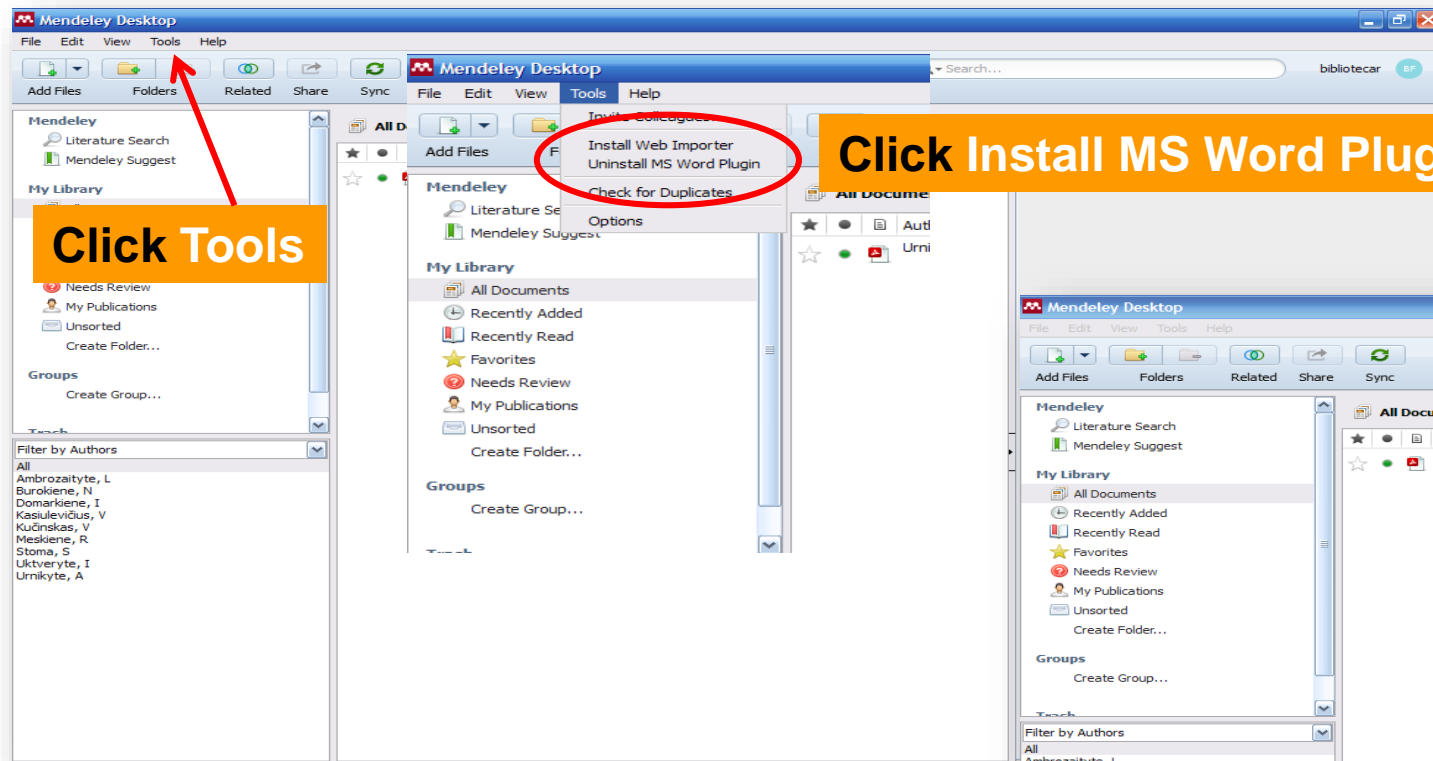 Mendeley Desktop
File Edit View Tools Help
Add Files Folders Related Share Sync
Search...
bibliotecar BF
Mendeley
Literature Search
Mendeley Suggest
My Library
Click Tools
Needs Review
My Publications
Unsorted
Create Folder...
Groups
Create Group...
Trash
Filter by Authors
All
Ambrozaityte, L
Burokiene, N
Domarkiene, I
Kasiulevičius, V
Kučinskas, V
Meskiene, R
Stoma, S
Uktveryte, I
Urnikyte, A
All D
Mendeley Desktop
File Edit View Tools Help
Add Files F
Invite Colleagues...
Install Web Importer
Uninstall MS Word Plugin
Check for Duplicates
Options
Click Install MS Word Plug
Mendeley
Literature Se
Mendeley Suggest
My Library
All Documents
Recently Added
Recently Read
Favorites
Needs Review
My Publications
Unsorted
Create Folder...
Groups
Create Group...
Trash
All Docume
Auth
Urni
Mendeley Desktop
File Edit View Tools Help
Add Files Folders Related Share Sync
Mendeley
Literature Search
Mendeley Suggest
My Library
All Documents
Recently Added
Recently Read
Favorites
Needs Review
My Publications
Unsorted
Create Folder...
Groups
Create Group...
Trash
Filter by Authors
All
Ambrozaityte, L
All Docu